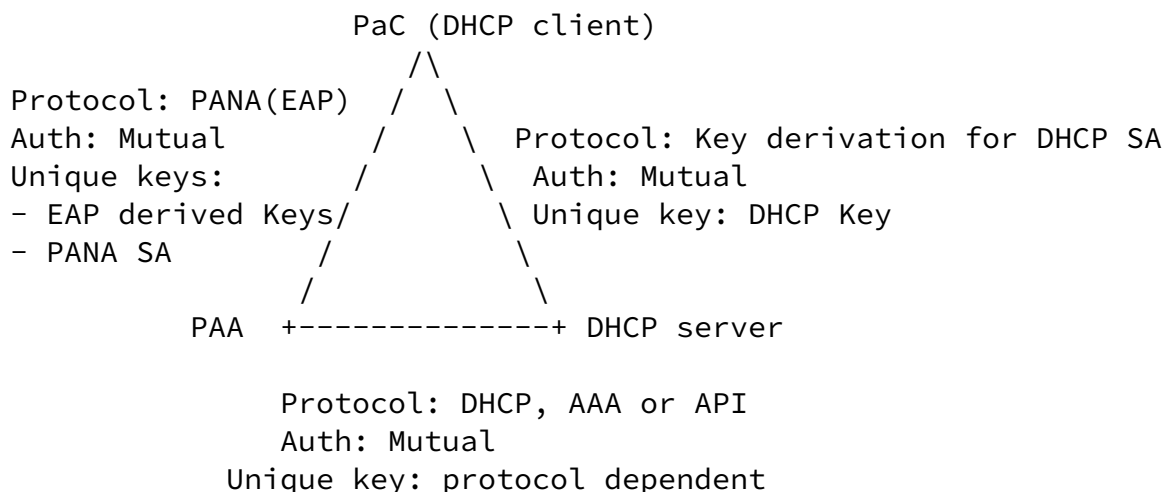 PaC (DHCP client)
/\
Protocol: PANA(EAP) / \
Auth: Mutual / \ Protocol: Key derivation for DHCP SA
Unique keys: / \ Auth: Mutual
- EAP derived Keys/ \ Unique key: DHCP Key
- PANA SA / \
/ \
PAA +--------------+ DHCP server
Protocol: DHCP, AAA or API
Auth: Mutual
Unique key: protocol dependent